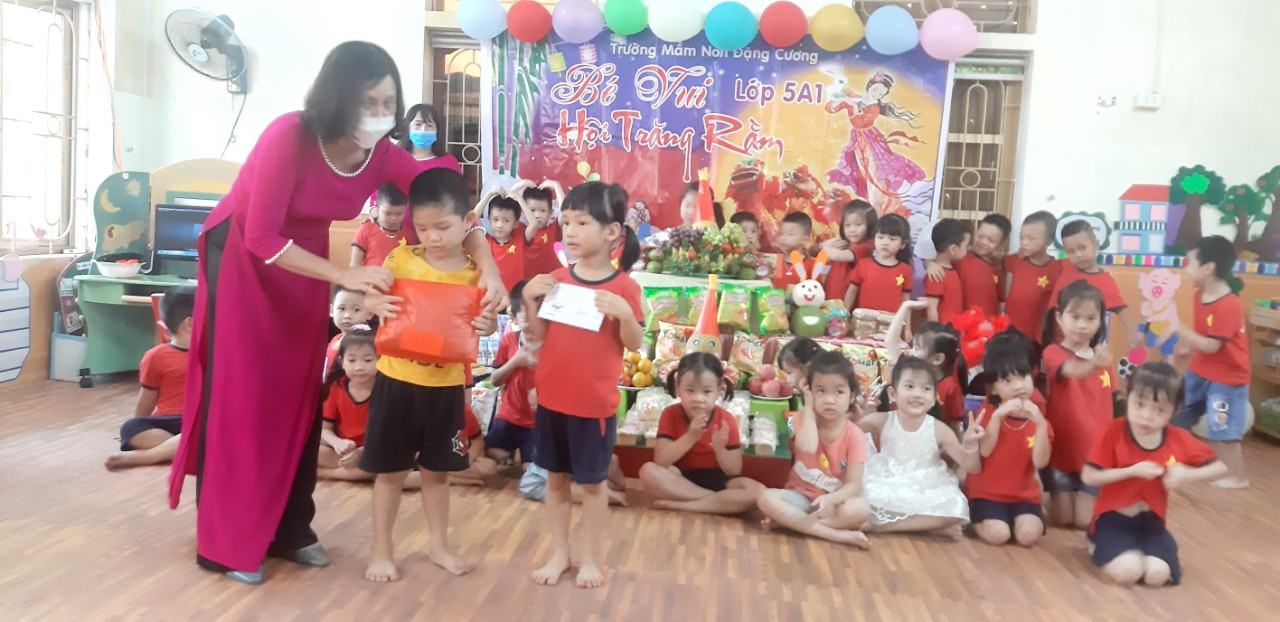 Trường Mầm Non Đặng Cương
Bé Vui Lớp 5A1
Hội Trăng Rằm